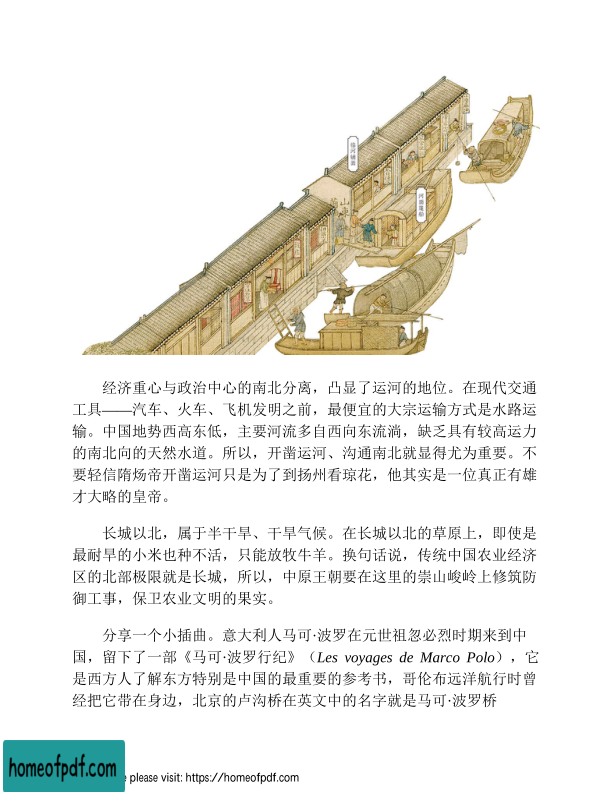 临河铺面
河面篷船
山
经济重心与政治中心的南北分离，凸显了运河的地位。在现代交通
工具——汽车、火车、飞机发明之前，最便宜的大宗运输方式是水路运
输。中国地势西高东低，主要河流多自西向东流淌，缺乏具有较高运力
的南北向的天然水道。所以，开凿运河、沟通南北就显得尤为重要。不
要轻信隋炀帝开凿运河只是为了到扬州看琼花，他其实是一位真正有雄
才大略的皇帝。
长城以北，属于半干旱、干旱气候。在长城以北的草原上，即使是
最耐旱的小米也种不活，只能放牧牛羊。换句话说，传统中国农业经济
区的北部极限就是长城，所以，中原王朝要在这里的崇山峻岭上修筑防
御工事，保卫农业文明的果实。
分享一个小插曲。意大利人马可·波罗在元世祖忽必烈时期来到中
国，留下了一部《马可·波罗行纪》（Les voyages de Marco Polo），它
是西方人了解东方特别是中国的最重要的参考书，哥伦布远洋航行时曾
经把它带在身边，北京的卢沟桥在英文中的名字就是马可·波罗桥
homeofpdf.com
e please visit: https://homeofpdf.com